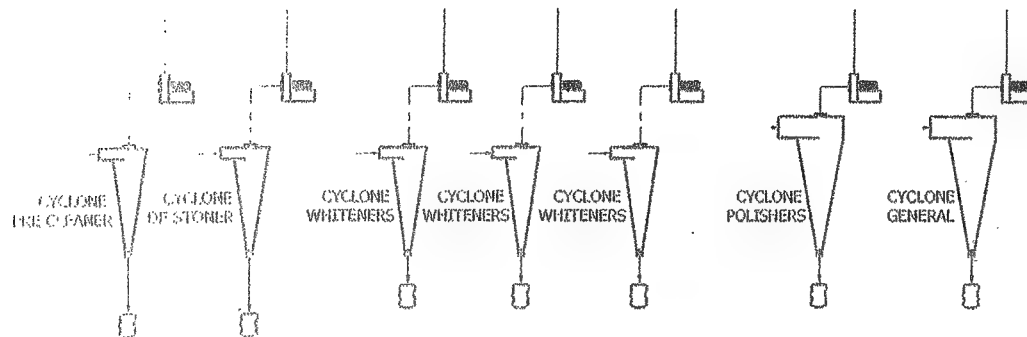 CYCLONE
PRE CLEANER
CYCLONE
DE STONER
CYCLONE
WHITENERS
CYCLONE
WHITENERS
CYCLONE
WHITENERS
CYCLONE
POLISHERS
CYCLONE
GENERAL